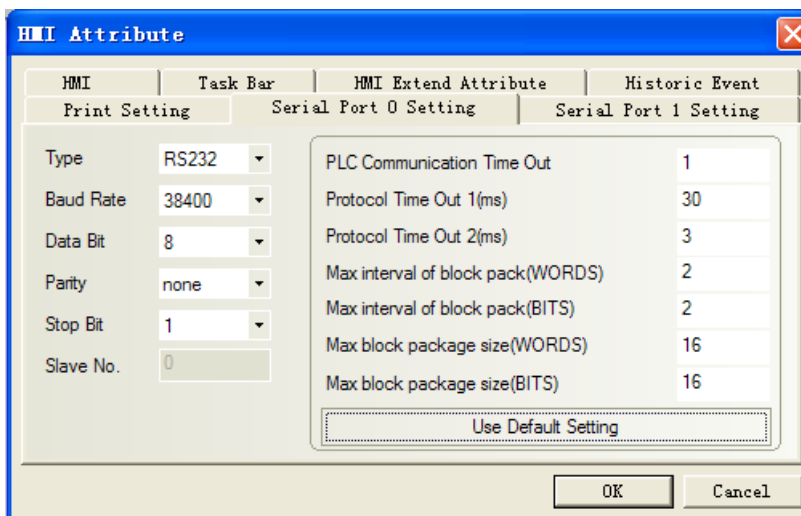 HMI Attribute
HMI Task Bar HMI Extend Attribute Historic Event
Print Setting Serial Port 0 Setting Serial Port 1 Setting
Type RS232
Baud Rate 38400
Data Bit 8
Parity none
Stop Bit 1
Slave No. 0
PLC Communication Time Out 1
Protocol Time Out 1(ms) 30
Protocol Time Out 2(ms) 3
Max interval of block pack(WORDS) 2
Max interval of block pack(BITS) 2
Max block package size(WORDS) 16
Max block package size(BITS) 16
Use Default Setting
OK Cancel